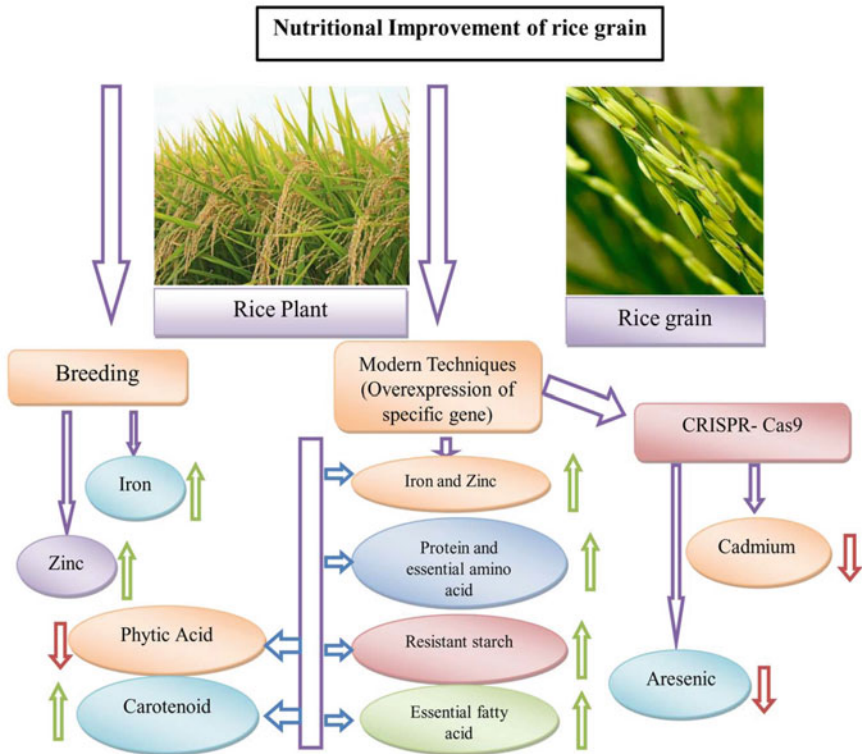 Nutritional Improvement of rice grain
Rice Plant
Rice grain
Breeding
Modern Techniques
(Overexpression of
specific gene)
CRISPR- Cas9
Iron
Iron and Zinc
Zinc
Protein and
essential amino
acid
Cadmium
Phytic Acid
Resistant starch
Aresenic
Carotenoid
Essential fatty
acid